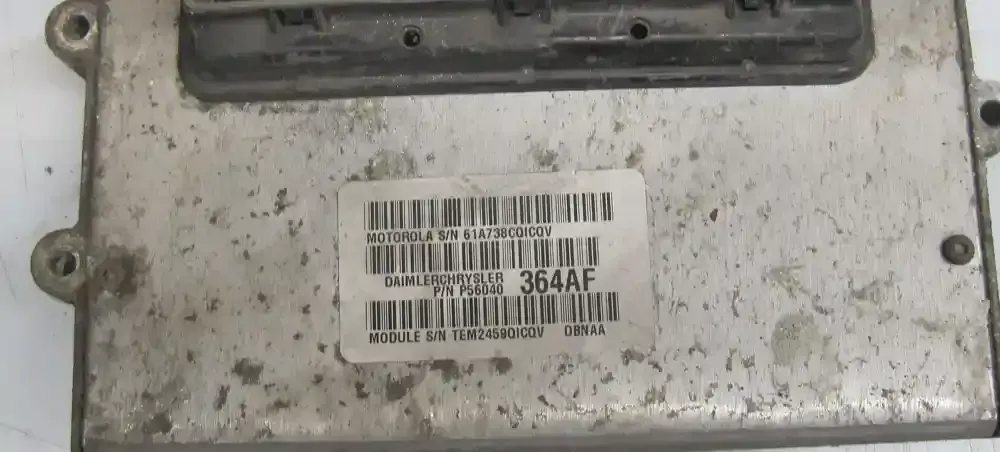 MOTOROLA S/N 61A738CQICQV
DAIMLERCHRYSLER
P/N P56040 364AF
MODULE S/N TEM2459QICQV DBNAA